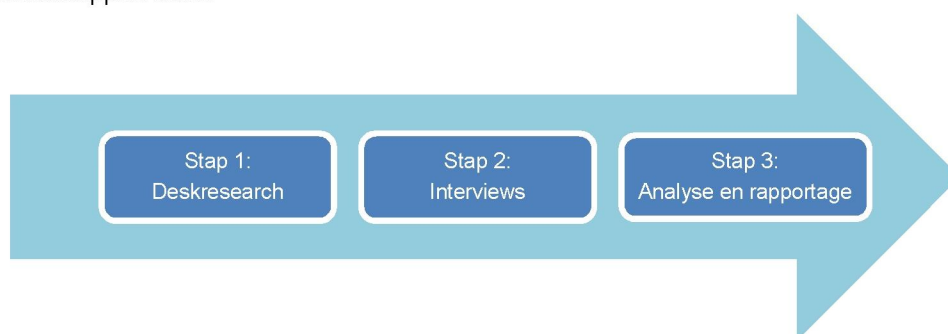 Stap 1:
Deskresearch
Stap 2:
Interviews
Stap 3:
Analyse en rapportage